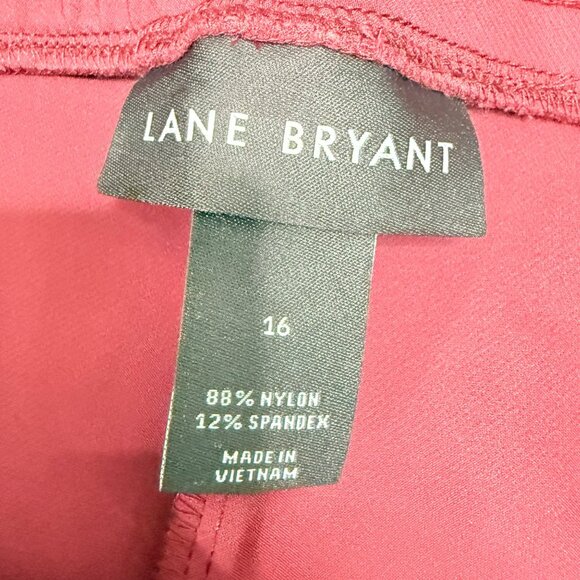 LANE BRYANT
16
88% NYLON
12% SPANDEX
MADE IN
VIETNAM